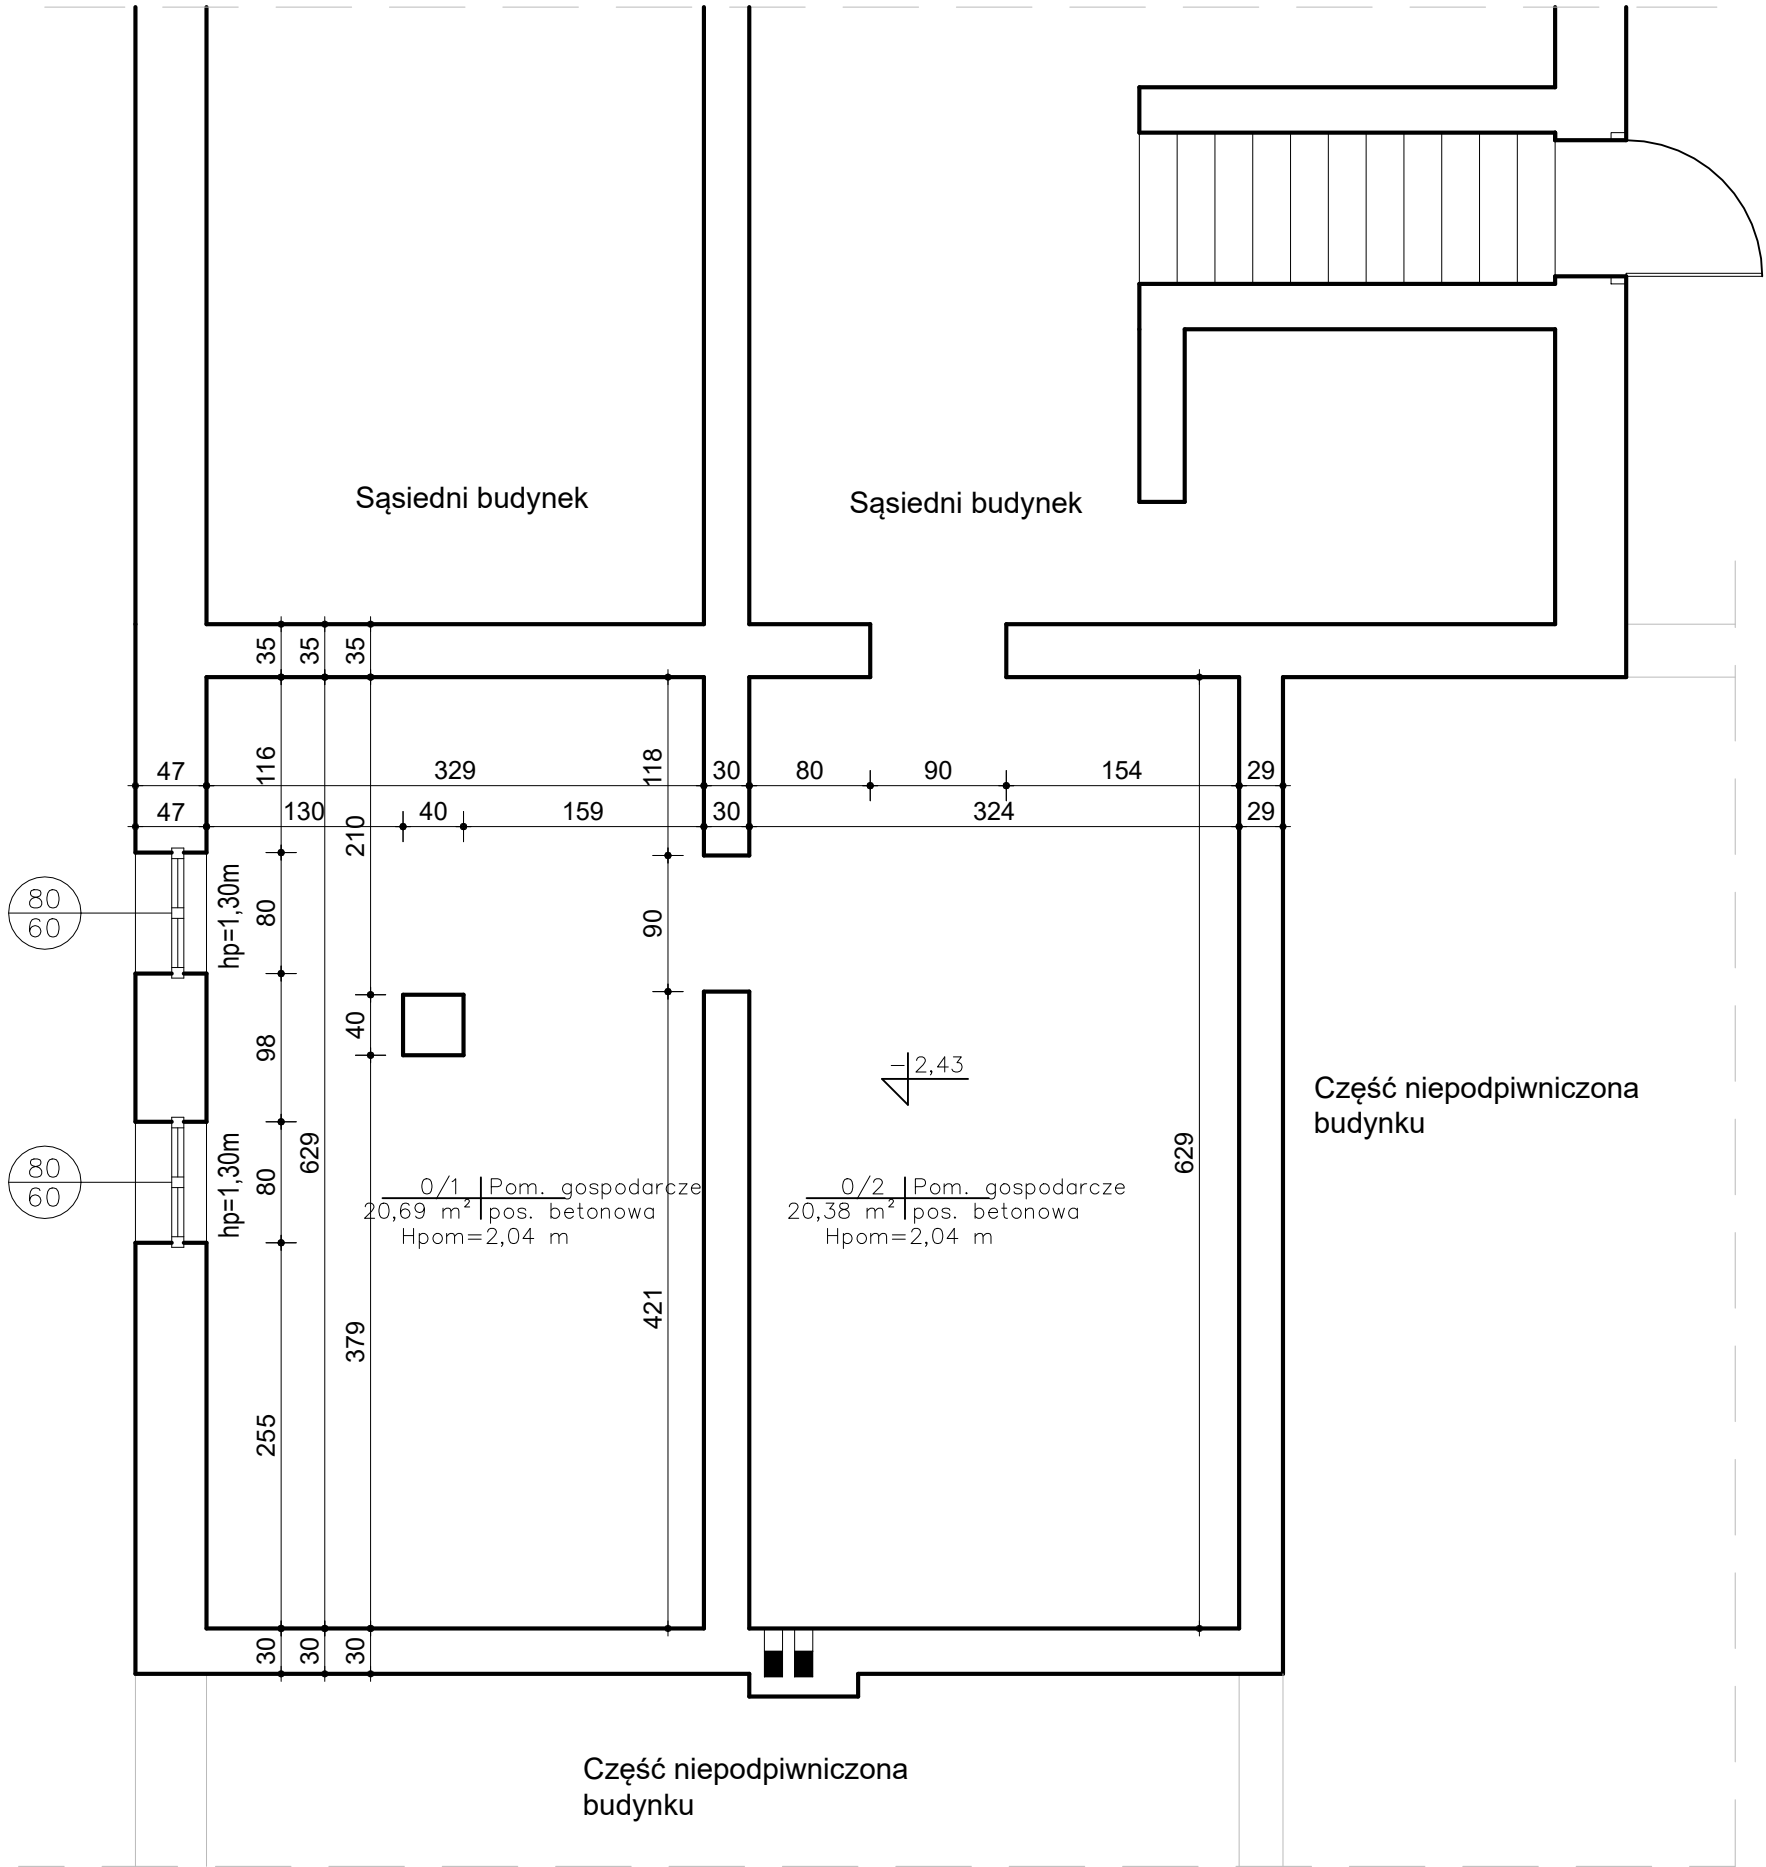 Sąsiedni budynek
Sąsiedni budynek
35
35
35
116
118
47
329
30
80
90
154
29
47
130
40
159
30
324
29
210
80
60
hp=1,30m
80
90
40
98
-2,43
Część niepodpiwniczona
budynku
80
60
hp=1,30m
80
629
629
0/1 Pom. gospodarcze
20,69 m² pos. betonowa
Hpom=2,04 m
0/2 Pom. gospodarcze
20,38 m² pos. betonowa
Hpom=2,04 m
421
379
255
30
30
30
Część niepodpiwniczona
budynku